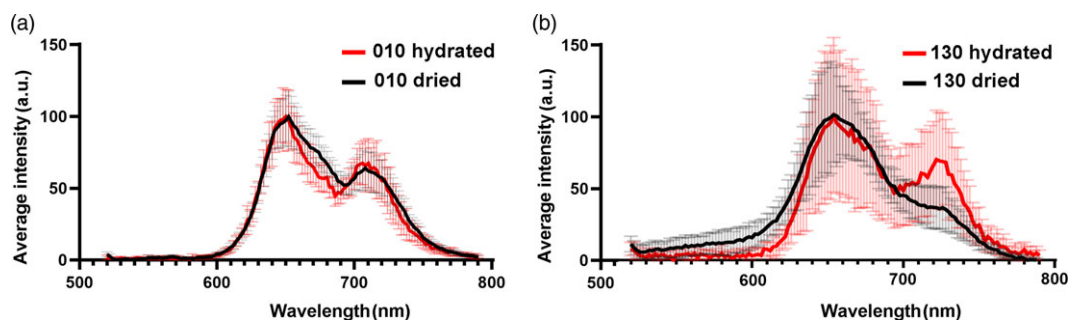 (a)
150
100
50
0
Average intensity (a.u.)
010 hydrated
010 dried
500
600
700
800
Wavelength (nm)
(b)
150
100
50
0
Average intensity (a.u.)
130 hydrated
130 dried
500
600
700
800
Wavelength (nm)